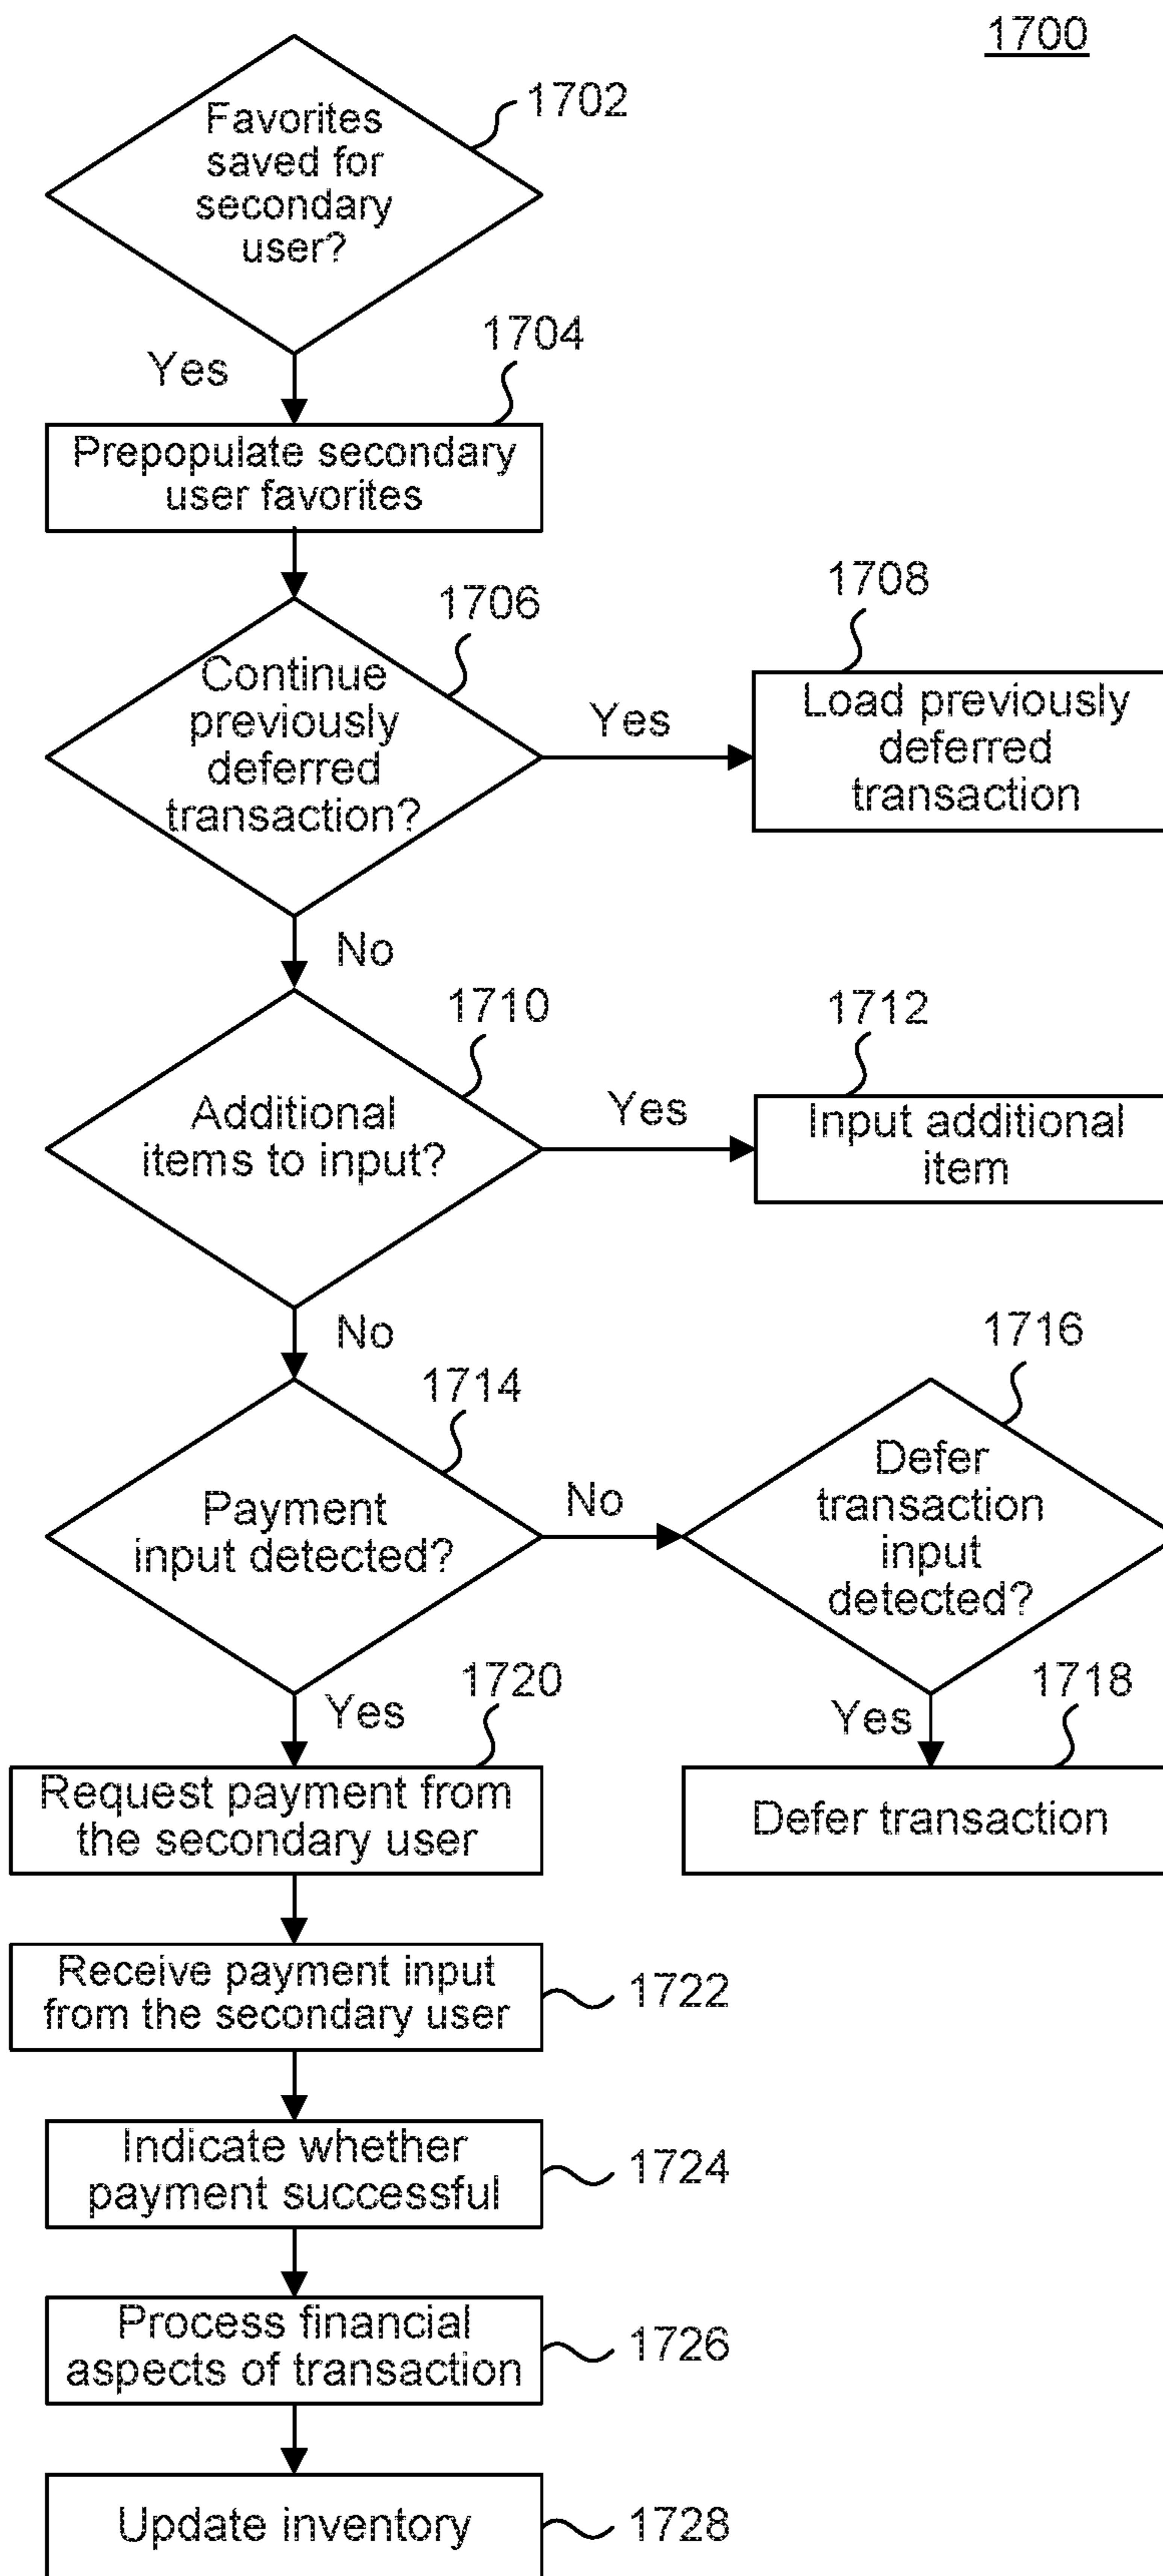 1700
Favorites
saved for
secondary
user?
1702
Yes
1704
Prepopulate secondary
user favorites
1706
Continue
previously
deferred
transaction?
Yes
1708
Load previously
deferred
transaction
No
1710
Additional
items to input?
Yes
1712
Input additional
item
No
1714
Payment
input detected?
No
1716
Defer
transaction
input
detected?
Yes
1718
Defer transaction
Yes
1720
Request payment from
the secondary user
Receive payment input
from the secondary user
1722
Indicate whether
payment successful
1724
Process financial
aspects of transaction
1726
Update inventory
1728